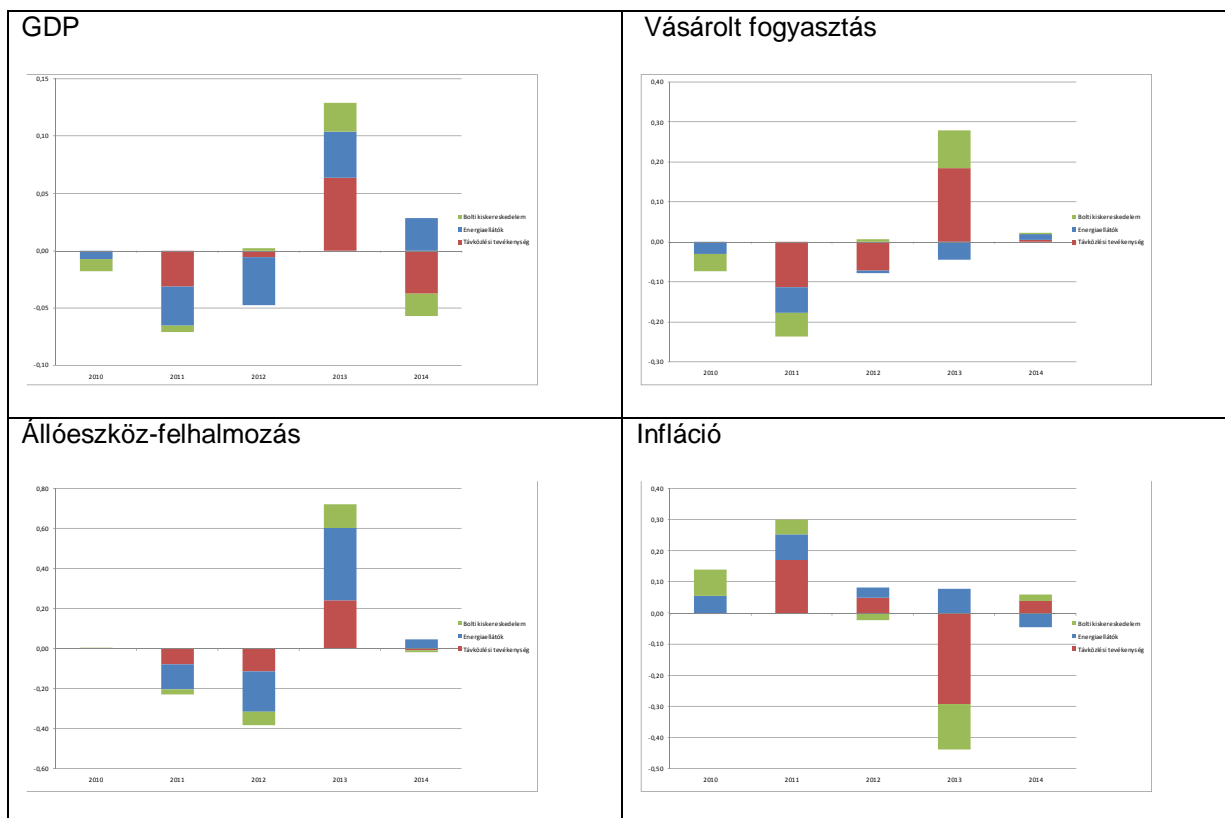 GDP
0,15
0,10
0,05
0,00
-0,05
-0,10
2010 2011 2012 2013 2014
Bolti kiskereskedelem
Energiaellátók
Távközlési tevékenység
Vásárolt fogyasztás
0,40
0,30
0,20
0,10
0,00
-0,10
-0,20
-0,30
2010 2011 2012 2013 2014
Bolti kiskereskedelem
Energiaellátók
Távközlési tevékenység
Állóeszköz-felhalmozás
0,80
0,60
0,40
0,20
0,00
-0,20
-0,40
-0,60
2010 2011 2012 2013 2014
Bolti kiskereskedelem
Energiaellátók
Távközlési tevékenység
Infláció
0,40
0,30
0,20
0,10
0,00
-0,10
-0,20
-0,30
-0,40
-0,50
2010 2011 2012 2013 2014
Bolti kiskereskedelem
Energiaellátók
Távközlési tevékenység